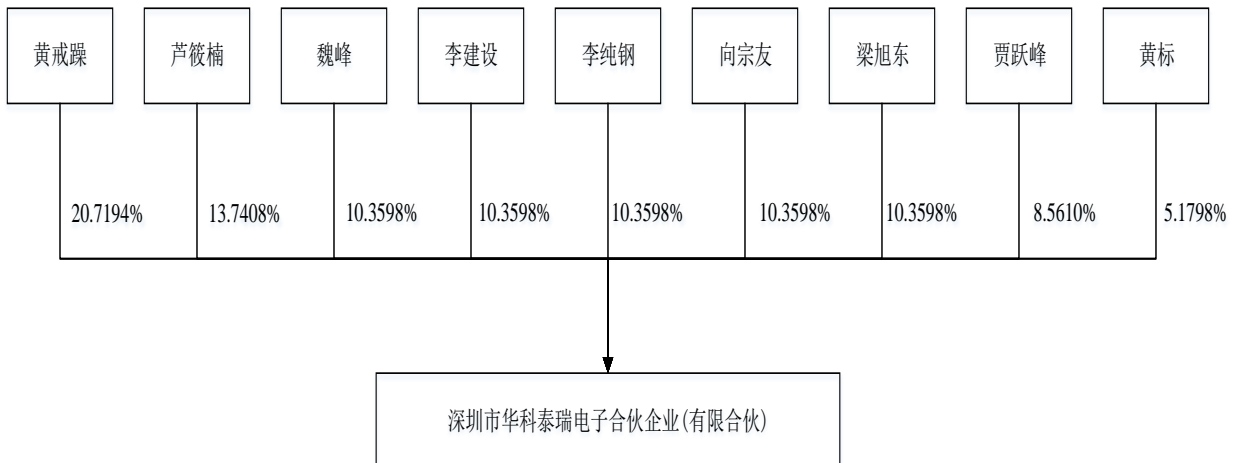 黄戒躁 芦筱楠 魏峰 李建设 李纯钢 向宗友 梁旭东 贾跃峰 黄标
20.7194% 13.7408% 10.3598% 10.3598% 10.3598% 10.3598% 10.3598% 8.5610% 5.1798%
深圳市华科泰瑞电子合伙企业(有限合伙)